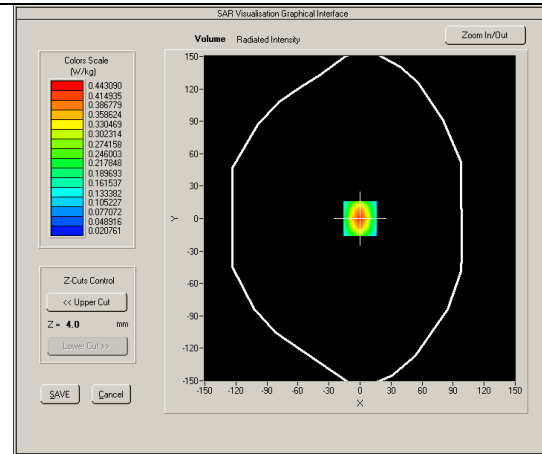 SAR Visualisation Graphical Interface
Volume Radiated Intensity
Zoom In/Out
Colors Scale
(W/kg)
0.443090
0.414935
0.386779
0.358624
0.330469
0.302314
0.274158
0.246003
0.217848
0.189693
0.161537
0.133382
0.105227
0.077072
0.048916
0.020761
Z-Cuts Control
<< Upper Cut
Z = 4.0 mm
Lower Cut >>
SAVE
Cancel
150
120
90
60
30
0
-30
-60
-90
-120
-150
Y
-150 -120 -90 -60 -30 0 30 60 90 120 150
X